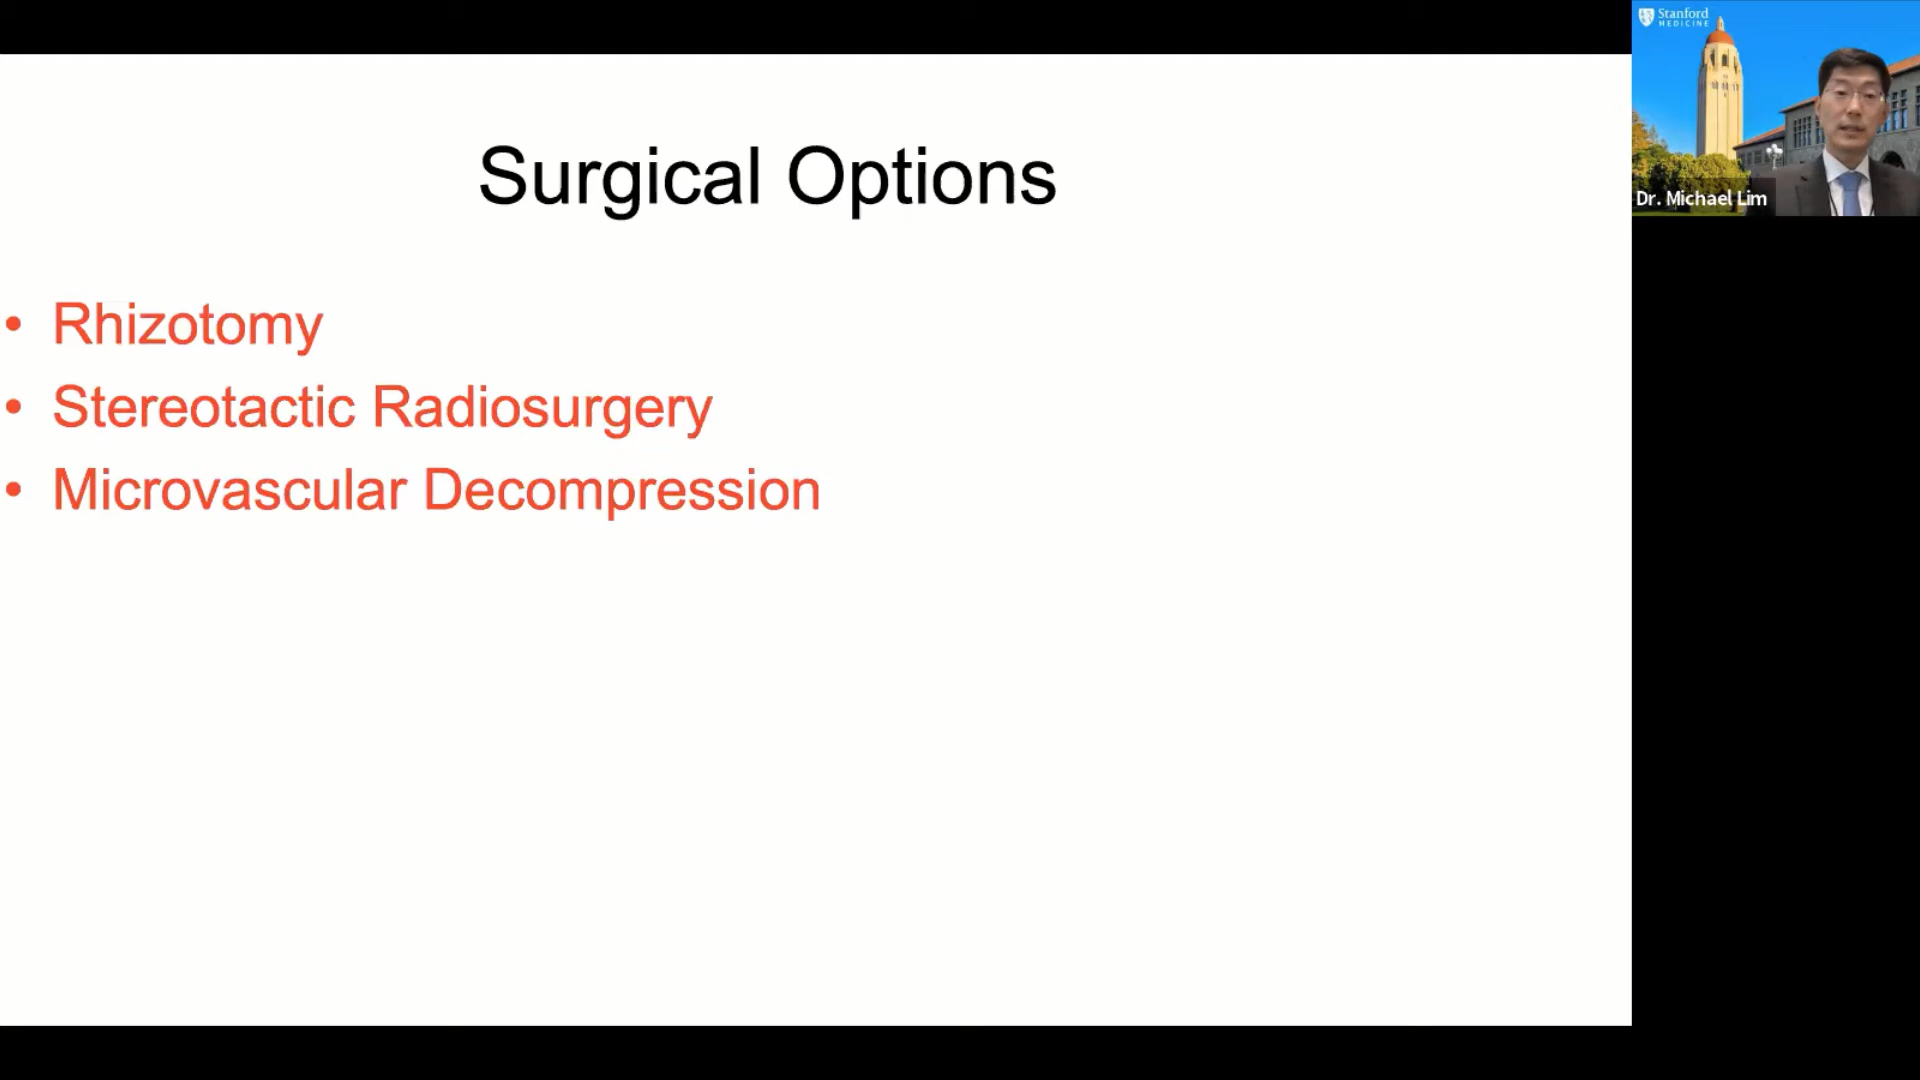 Surgical Options
• Rhizotomy
• Stereotactic Radiosurgery
• Microvascular Decompression
Stanford
MEDICINE
Dr. Michael Lim